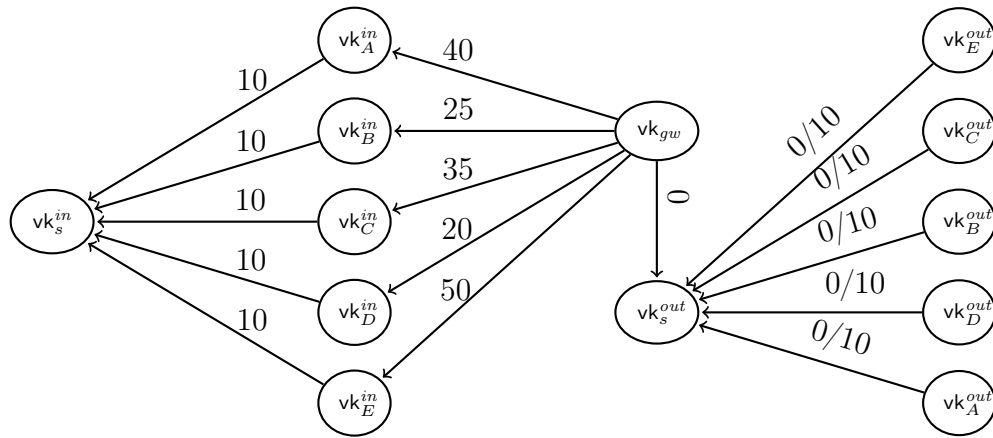 vk_A^{in}
40
vk_E^{out}
10
vk_B^{in}
25
vk_{gw}
0/10
vk_C^{out}
10
35
0/10
vk_s^{in}
10
vk_C^{in}
20
0
0/10
vk_B^{out}
10
vk_D^{in}
50
vk_s^{out}
0/10
vk_D^{out}
10
0/10
vk_E^{in}
vk_A^{out}